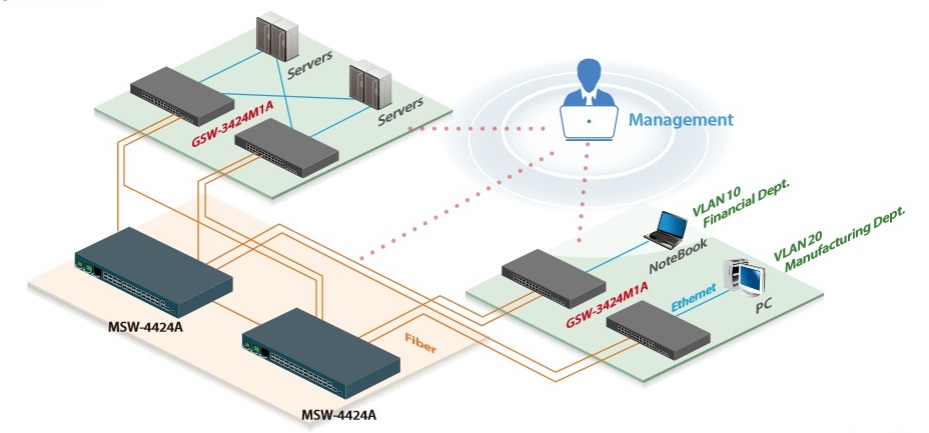 Servers
Servers
GSW-3424M1A
Management
VLAN 10
Financial Dept.
NoteBook
VLAN 20
Manufacturing Dept.
PC
Ethernet
GSW-3424M1A
MSW-4424A
Fiber
MSW-4424A